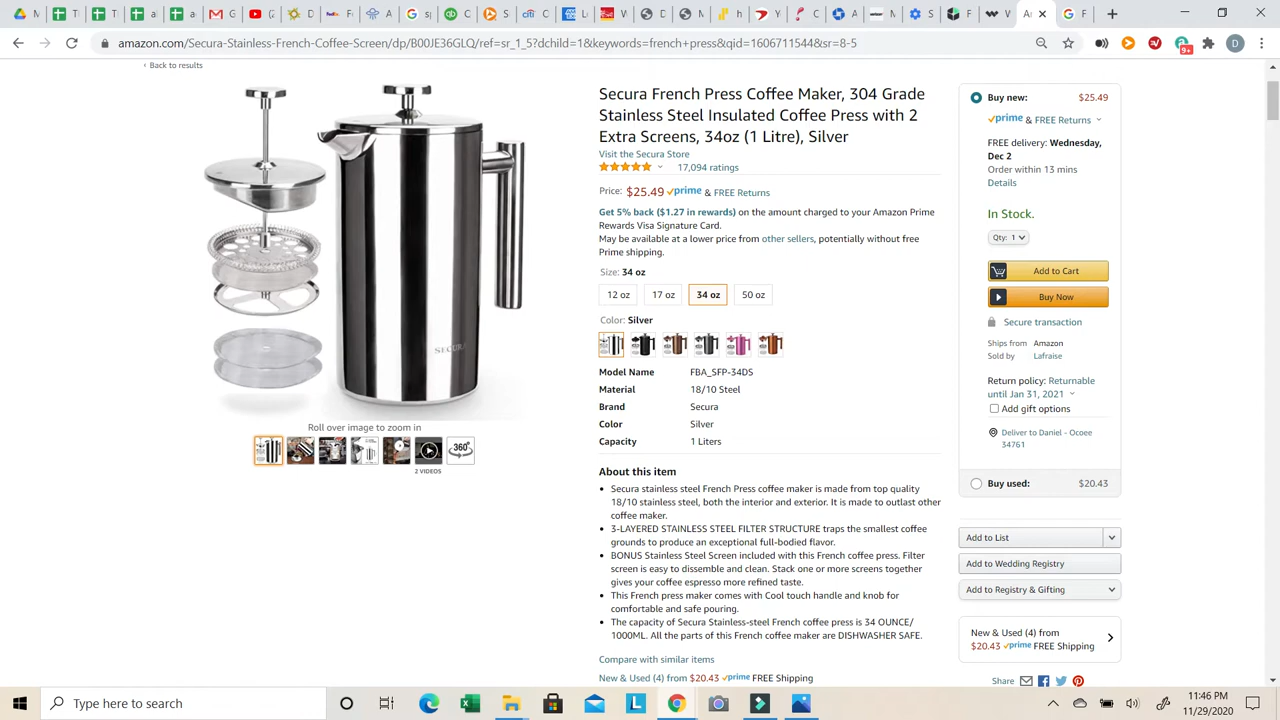 amazon.com/Secura-Stainless-French-Coffee-Screen/dp/B00JE36GLQ/ref=sr_1_5?dchild=1&keywords=french+press&qid=1606711544&sr=8-5
9+
D
‹ Back to results
Secura French Press Coffee Maker, 304 Grade
Stainless Steel Insulated Coffee Press with 2
Extra Screens, 34oz (1 Litre), Silver
Visit the Secura Store
17,094 ratings
Price: $25.49 prime & FREE Returns
Get 5% back ($1.27 in rewards) on the amount charged to your Amazon Prime
Rewards Visa Signature Card.
May be available at a lower price from other sellers, potentially without free
Prime shipping.
Size: 34 oz
12 oz 17 oz 34 oz 50 oz
Color: Silver
Model Name FBA_SFP-34DS
Material 18/10 Steel
Brand Secura
Color Silver
Capacity 1 Liters
About this item
• Secura stainless steel French Press coffee maker is made from top quality
18/10 stainless steel, both the interior and exterior. It is made to outlast other
coffee maker.
• 3-LAYERED STAINLESS STEEL FILTER STRUCTURE traps the smallest coffee
grounds to produce an exceptional full-bodied flavor.
• BONUS Stainless Steel Screen included with this French coffee press. Filter
screen is easy to dissemble and clean. Stack one or more screens together
gives your coffee espresso more refined taste.
• This French press maker comes with Cool touch handle and knob for
comfortable and safe pouring.
• The capacity of Secura Stainless-steel French coffee press is 34 OUNCE/
1000ML. All the parts of this French coffee maker are DISHWASHER SAFE.
Compare with similar items
New & Used (4) from $20.43 prime FREE Shipping
SECURA
Roll over image to zoom in
360°
2 VIDEOS
Buy new: $25.49
prime & FREE Returns
FREE delivery: Wednesday,
Dec 2
Order within 13 mins
Details
In Stock.
Qty: 1
Add to Cart
Buy Now
Secure transaction
Ships from Amazon
Sold by Lafraise
Return policy: Returnable
until Jan 31, 2021
Add gift options
Deliver to Daniel - Ocoee
34761
Buy used: $20.43
Add to List
Add to Wedding Registry
Add to Registry & Gifting
New & Used (4) from
$20.43 prime FREE Shipping
Share
Type here to search
11:46 PM
11/29/2020